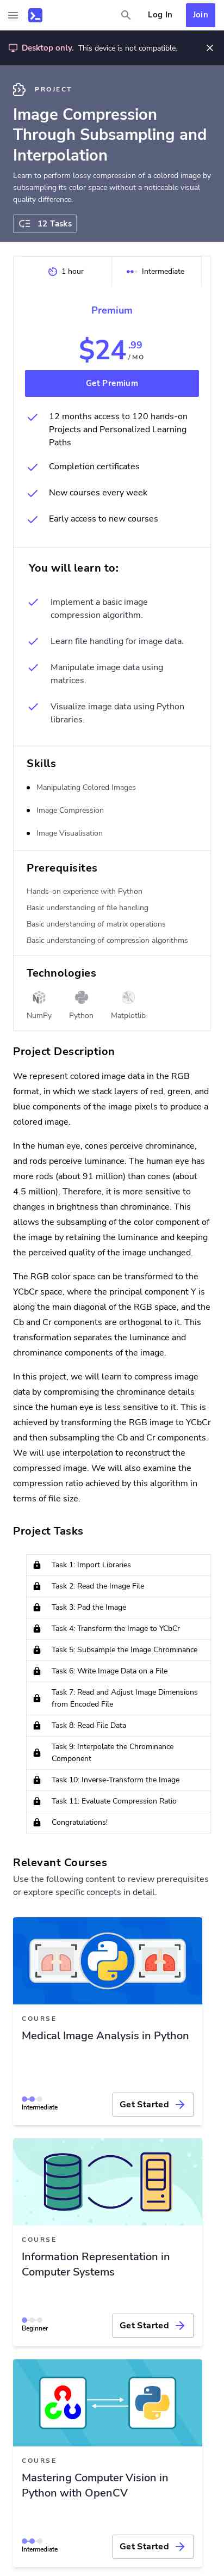 Log In
Join
Desktop only. This device is not compatible.
PROJECT
Image Compression
Through Subsampling and
Interpolation
Learn to perform lossy compression of a colored image by
subsampling its color space without a noticeable visual
quality difference.
12 Tasks
1 hour
Intermediate
Premium
$24.99
/ MO
Get Premium
12 months access to 120 hands-on
Projects and Personalized Learning
Paths
Completion certificates
New courses every week
Early access to new courses
You will learn to:
Implement a basic image
compression algorithm.
Learn file handling for image data.
Manipulate image data using
matrices.
Visualize image data using Python
libraries.
Skills
Manipulating Colored Images
Image Compression
Image Visualisation
Prerequisites
Hands-on experience with Python
Basic understanding of file handling
Basic understanding of matrix operations
Basic understanding of compression algorithms
Technologies
NumPy
Python
Matplotlib
Project Description
We represent colored image data in the RGB
format, in which we stack layers of red, green, and
blue components of the image pixels to produce a
colored image.
In the human eye, cones perceive chrominance,
and rods perceive luminance. The human eye has
more rods (about 91 million) than cones (about
4.5 million). Therefore, it is more sensitive to
changes in brightness than chrominance. This
allows the subsampling of the color component of
the image by retaining the luminance and keeping
the perceived quality of the image unchanged.
The RGB color space can be transformed to the
YCbCr space, where the principal component Y is
along the main diagonal of the RGB space, and the
Cb and Cr components are orthogonal to it. This
transformation separates the luminance and
chrominance components of the image.
In this project, we will learn to compress image
data by compromising the chrominance details
since the human eye is less sensitive to it. This is
achieved by transforming the RGB image to YCbCr
and then subsampling the Cb and Cr components.
We will use interpolation to reconstruct the
compressed image. We will also examine the
compression ratio achieved by this algorithm in
terms of file size.
Project Tasks
Task 1: Import Libraries
Task 2: Read the Image File
Task 3: Pad the Image
Task 4: Transform the Image to YCbCr
Task 5: Subsample the Image Chrominance
Task 6: Write Image Data on a File
Task 7: Read and Adjust Image Dimensions
from Encoded File
Task 8: Read File Data
Task 9: Interpolate the Chrominance
Component
Task 10: Inverse-Transform the Image
Task 11: Evaluate Compression Ratio
Congratulations!
Relevant Courses
Use the following content to review prerequisites
or explore specific concepts in detail.
COURSE
Medical Image Analysis in Python
Intermediate
Get Started
COURSE
Information Representation in
Computer Systems
Beginner
Get Started
COURSE
Mastering Computer Vision in
Python with OpenCV
Intermediate
Get Started